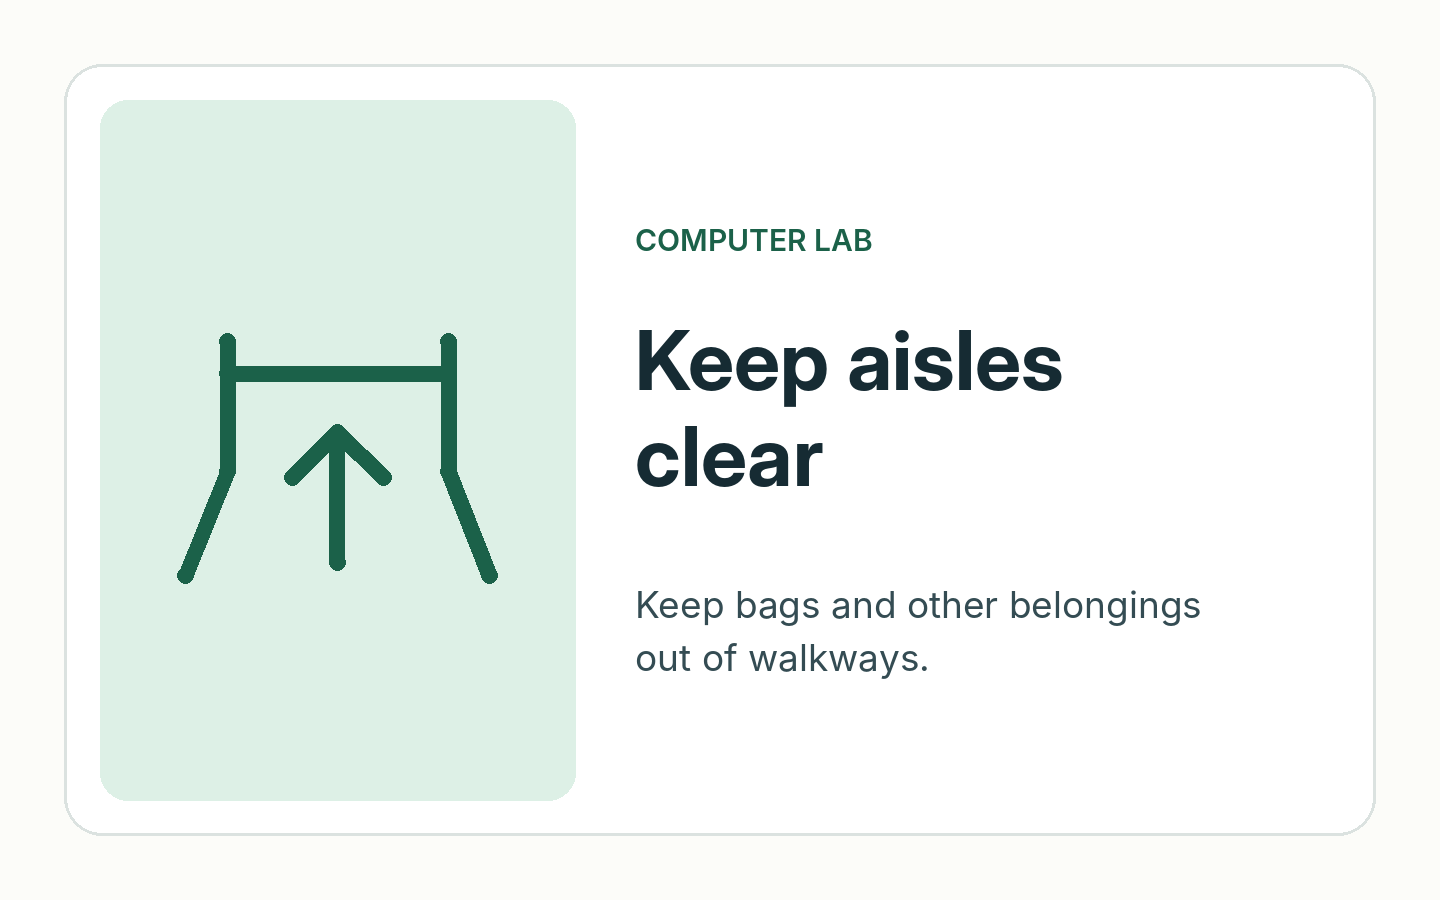 COMPUTER LAB
Keep aisles
clear
Keep bags and other belongings
out of walkways.